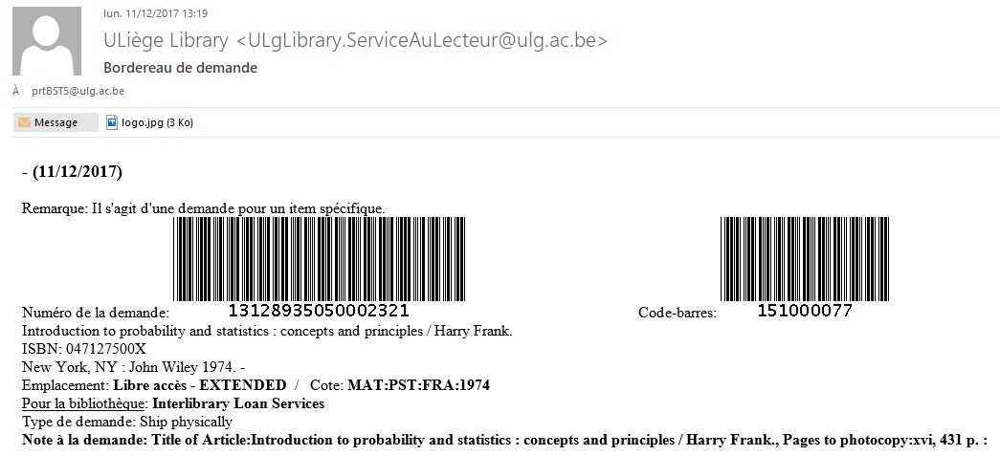 lun. 11/12/2017 13:19
ULiège Library <ULgLibrary.ServiceAuLecteur@ulg.ac.be>
Bordereau de demande
À prtBST5@ulg.ac.be
Message logo.jpg (3 Ko)
- (11/12/2017)
Remarque: Il s'agit d'une demande pour un item spécifique.
Numéro de la demande: 13128935050002321 Code-barres: 151000077
Introduction to probability and statistics : concepts and principles / Harry Frank.
ISBN: 047127500X
New York, NY : John Wiley 1974. -
Emplacement: Libre accès - EXTENDED / Cote: MAT:PST:FRA:1974
Pour la bibliothèque: Interlibrary Loan Services
Type de demande: Ship physically
Note à la demande: Title of Article:Introduction to probability and statistics : concepts and principles / Harry Frank., Pages to photocopy:xvi, 431 p. :